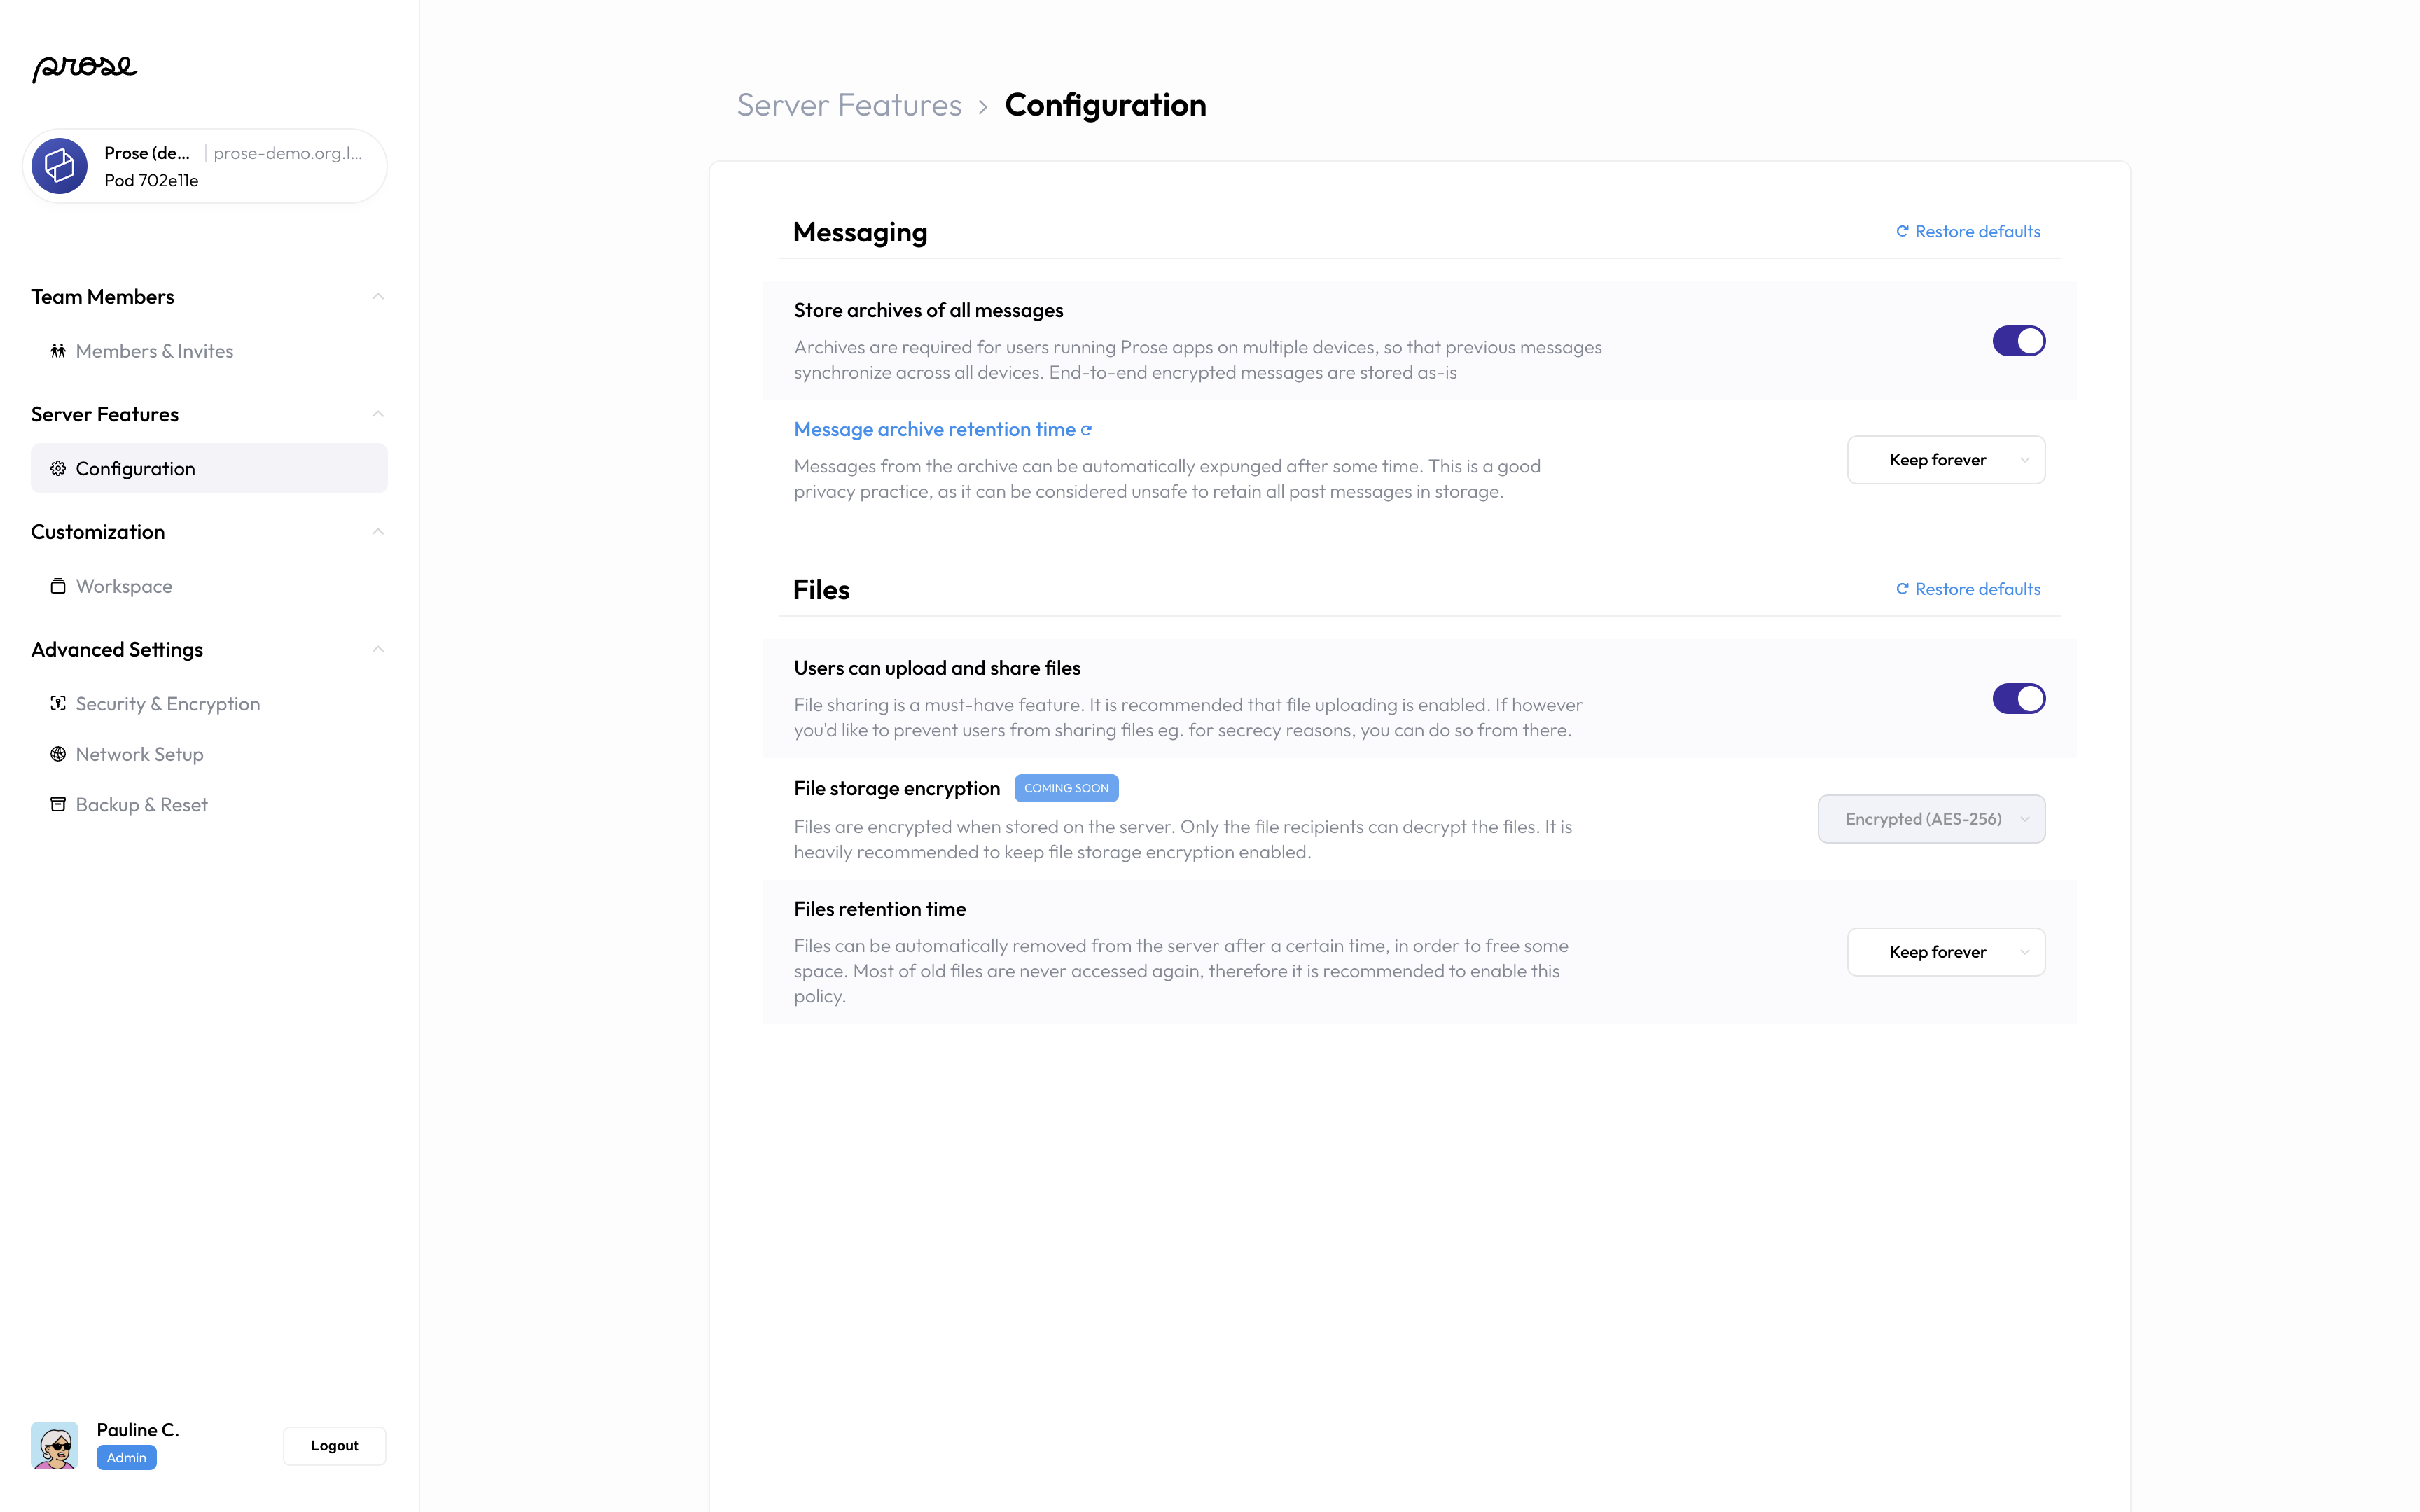 prose
Prose (de...
prose-demo.org.l...
Pod 702e11e
Team Members
Members & Invites
Server Features
Configuration
Customization
Workspace
Advanced Settings
Security & Encryption
Network Setup
Backup & Reset
Pauline C.
Admin
Logout
Server Features › Configuration
Messaging
Restore defaults
Store archives of all messages
Archives are required for users running Prose apps on multiple devices, so that previous messages
synchronize across all devices. End-to-end encrypted messages are stored as-is
Message archive retention time
Messages from the archive can be automatically expunged after some time. This is a good
privacy practice, as it can be considered unsafe to retain all past messages in storage.
Keep forever
Files
Restore defaults
Users can upload and share files
File sharing is a must-have feature. It is recommended that file uploading is enabled. If however
you'd like to prevent users from sharing files eg. for secrecy reasons, you can do so from there.
File storage encryption
COMING SOON
Files are encrypted when stored on the server. Only the file recipients can decrypt the files. It is
heavily recommended to keep file storage encryption enabled.
Encrypted (AES-256)
Files retention time
Files can be automatically removed from the server after a certain time, in order to free some
space. Most of old files are never accessed again, therefore it is recommended to enable this
policy.
Keep forever